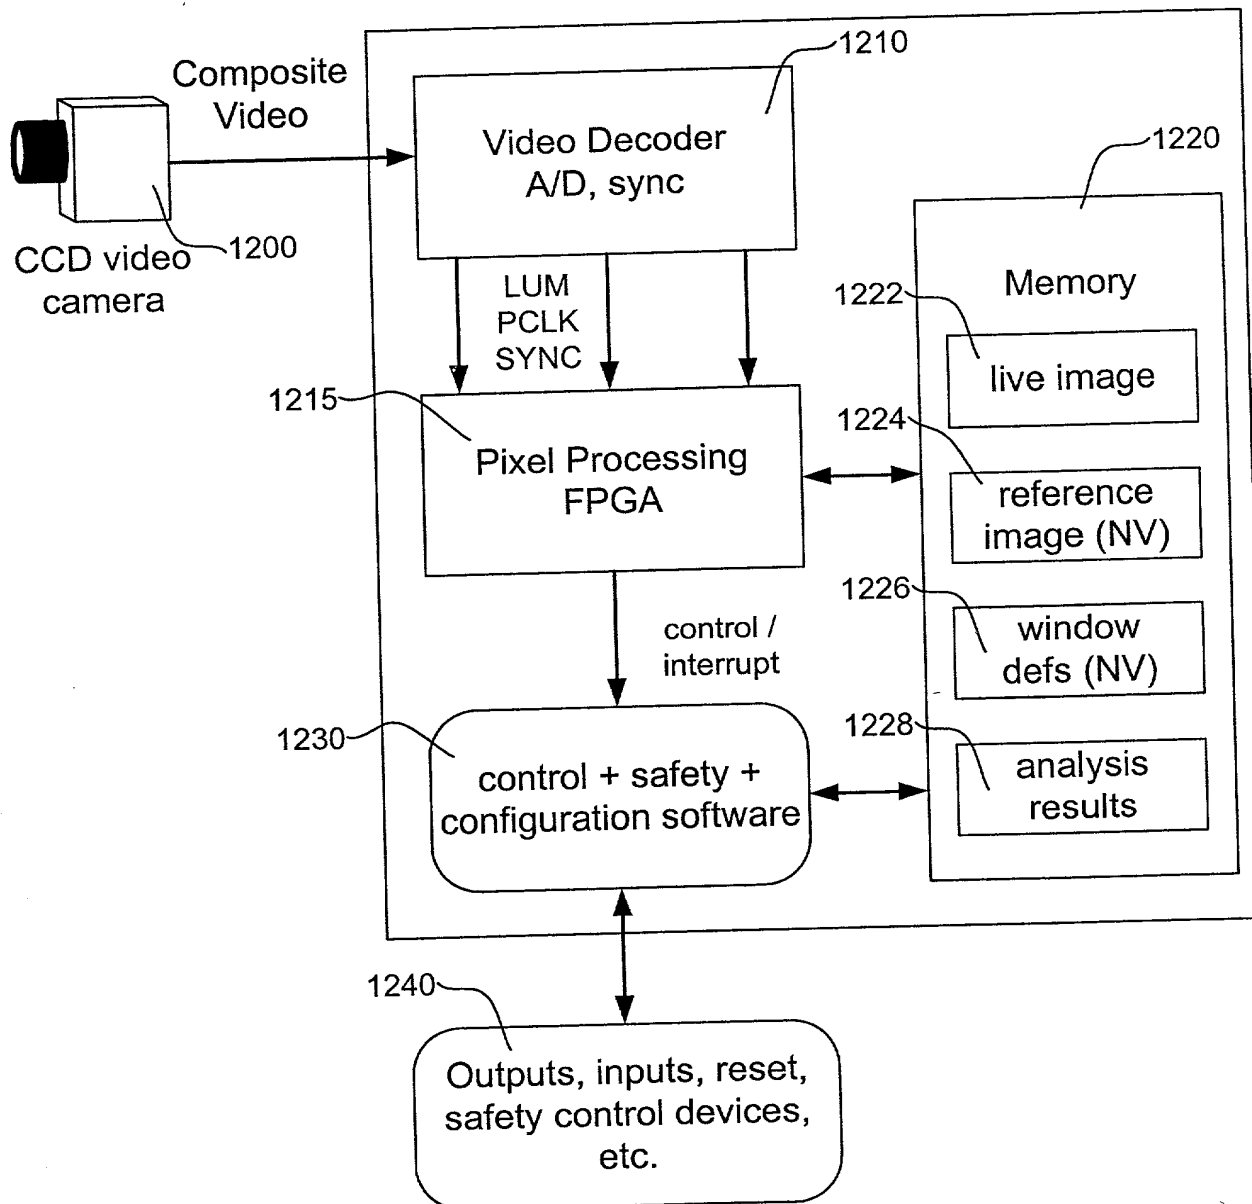 1210
Composite
Video
Video Decoder
A/D, sync
1220
1200
CCD video
camera
LUM
PCLK
SYNC
Memory
1222
live image
1215
Pixel Processing
FPGA
1224
reference
image (NV)
1226
window
defs (NV)
control /
interrupt
1230
control + safety +
configuration software
1228
analysis
results
1240
Outputs, inputs, reset,
safety control devices,
etc.